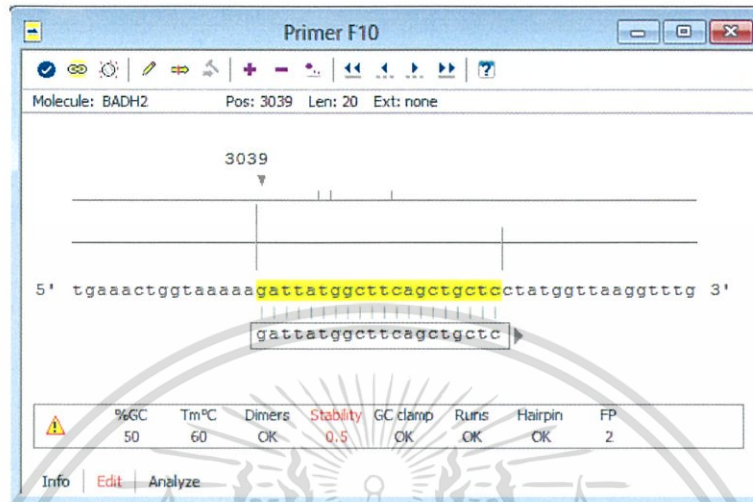 Primer F10
Molecule: BADH2 Pos: 3039 Len: 20 Ext: none
3039
5' tgaaactggtaaaaagattatggcttcagctgctcctatggttaaggtttg 3'
gattatggcttcagctgctc
%GC Tm°C Dimers Stability GC clamp Runs Hairpin FP
50 60 OK 0.5 OK OK OK 2
Info Edit Analyze